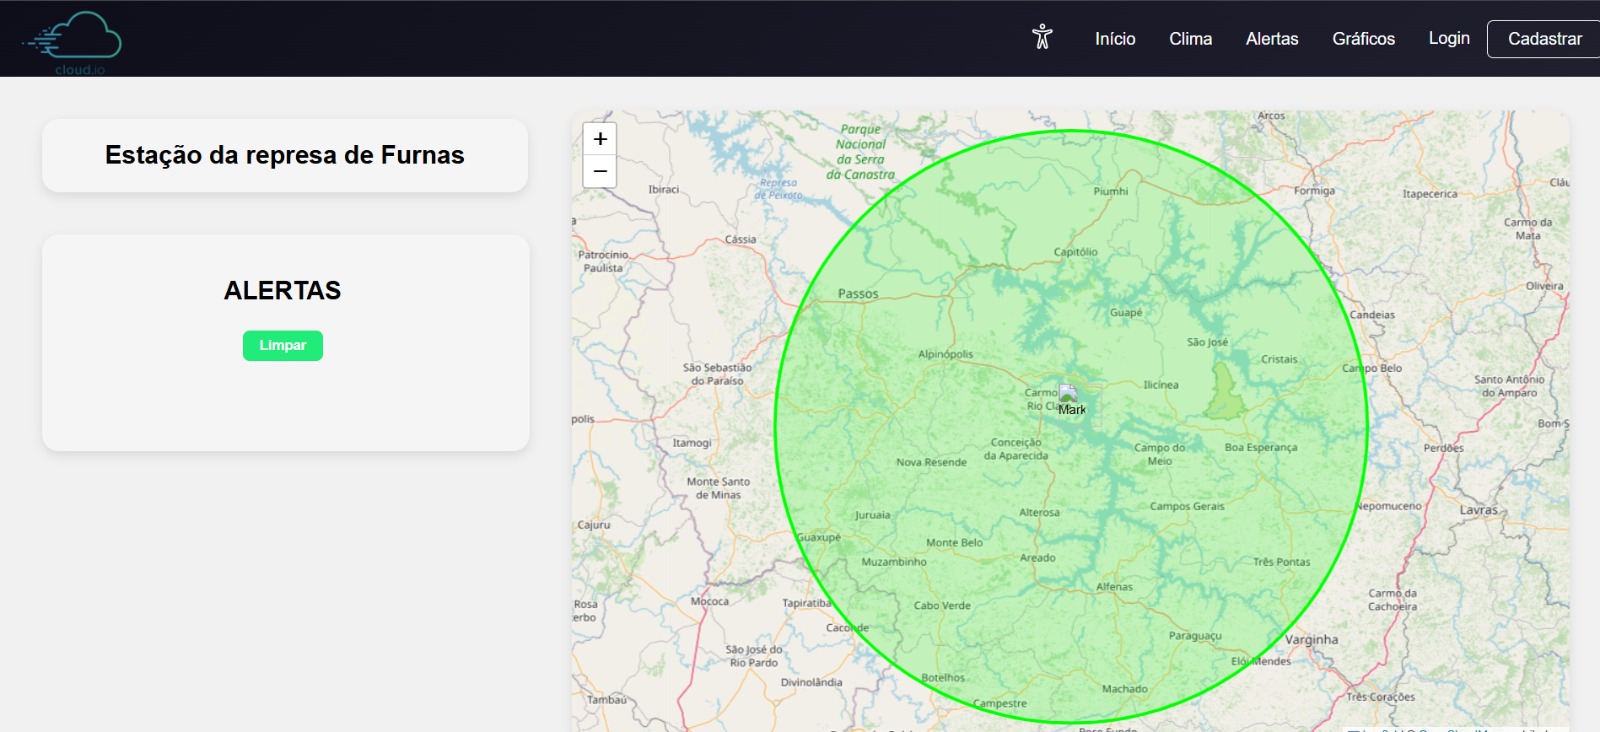 cloud.io
Início
Clima
Alertas
Gráficos
Login
Cadastrar
Estação da represa de Furnas
ALERTAS
Limpar
+
−
Parque
Nacional
da Serra
da Canastra
Arcos
Represa
de Peixoto
Ibiraci
Piumhi
Formiga
Itapecerica
Cláu
Carmo da
Mata
Cássia
Capitólio
Patrocinio
Paulista
Passos
Oliveira
Guapé
Candeias
São José
Alpinópolis
Cristais
São Sebastião
do Paraíso
Campo Belo
Ilicínea
Santo Antônio
do Amparo
Carmo
Rio Cla
Mark
polis
Bom S
Itamogi
Conceição
da Aparecida
Campo do
Meio
Boa Esperança
Perdões
Nova Resende
Monte Santo
de Minas
Alterosa
Campos Gerais
Nepomuceno
Lavras
Juruaia
Cajuru
Guaxupé
Monte Belo
Muzambinho
Areado
Três Pontas
Alfenas
Carmo da
Cachoeira
Rosa
erbo
Mococa
Tapiratiba
Cabo Verde
Caconde
Paraguaçu
Varginha
São José do
Rio Pardo
Elói Mendes
Botelhos
Divinolândia
Machado
Tambaú
Campestre
Três Corações